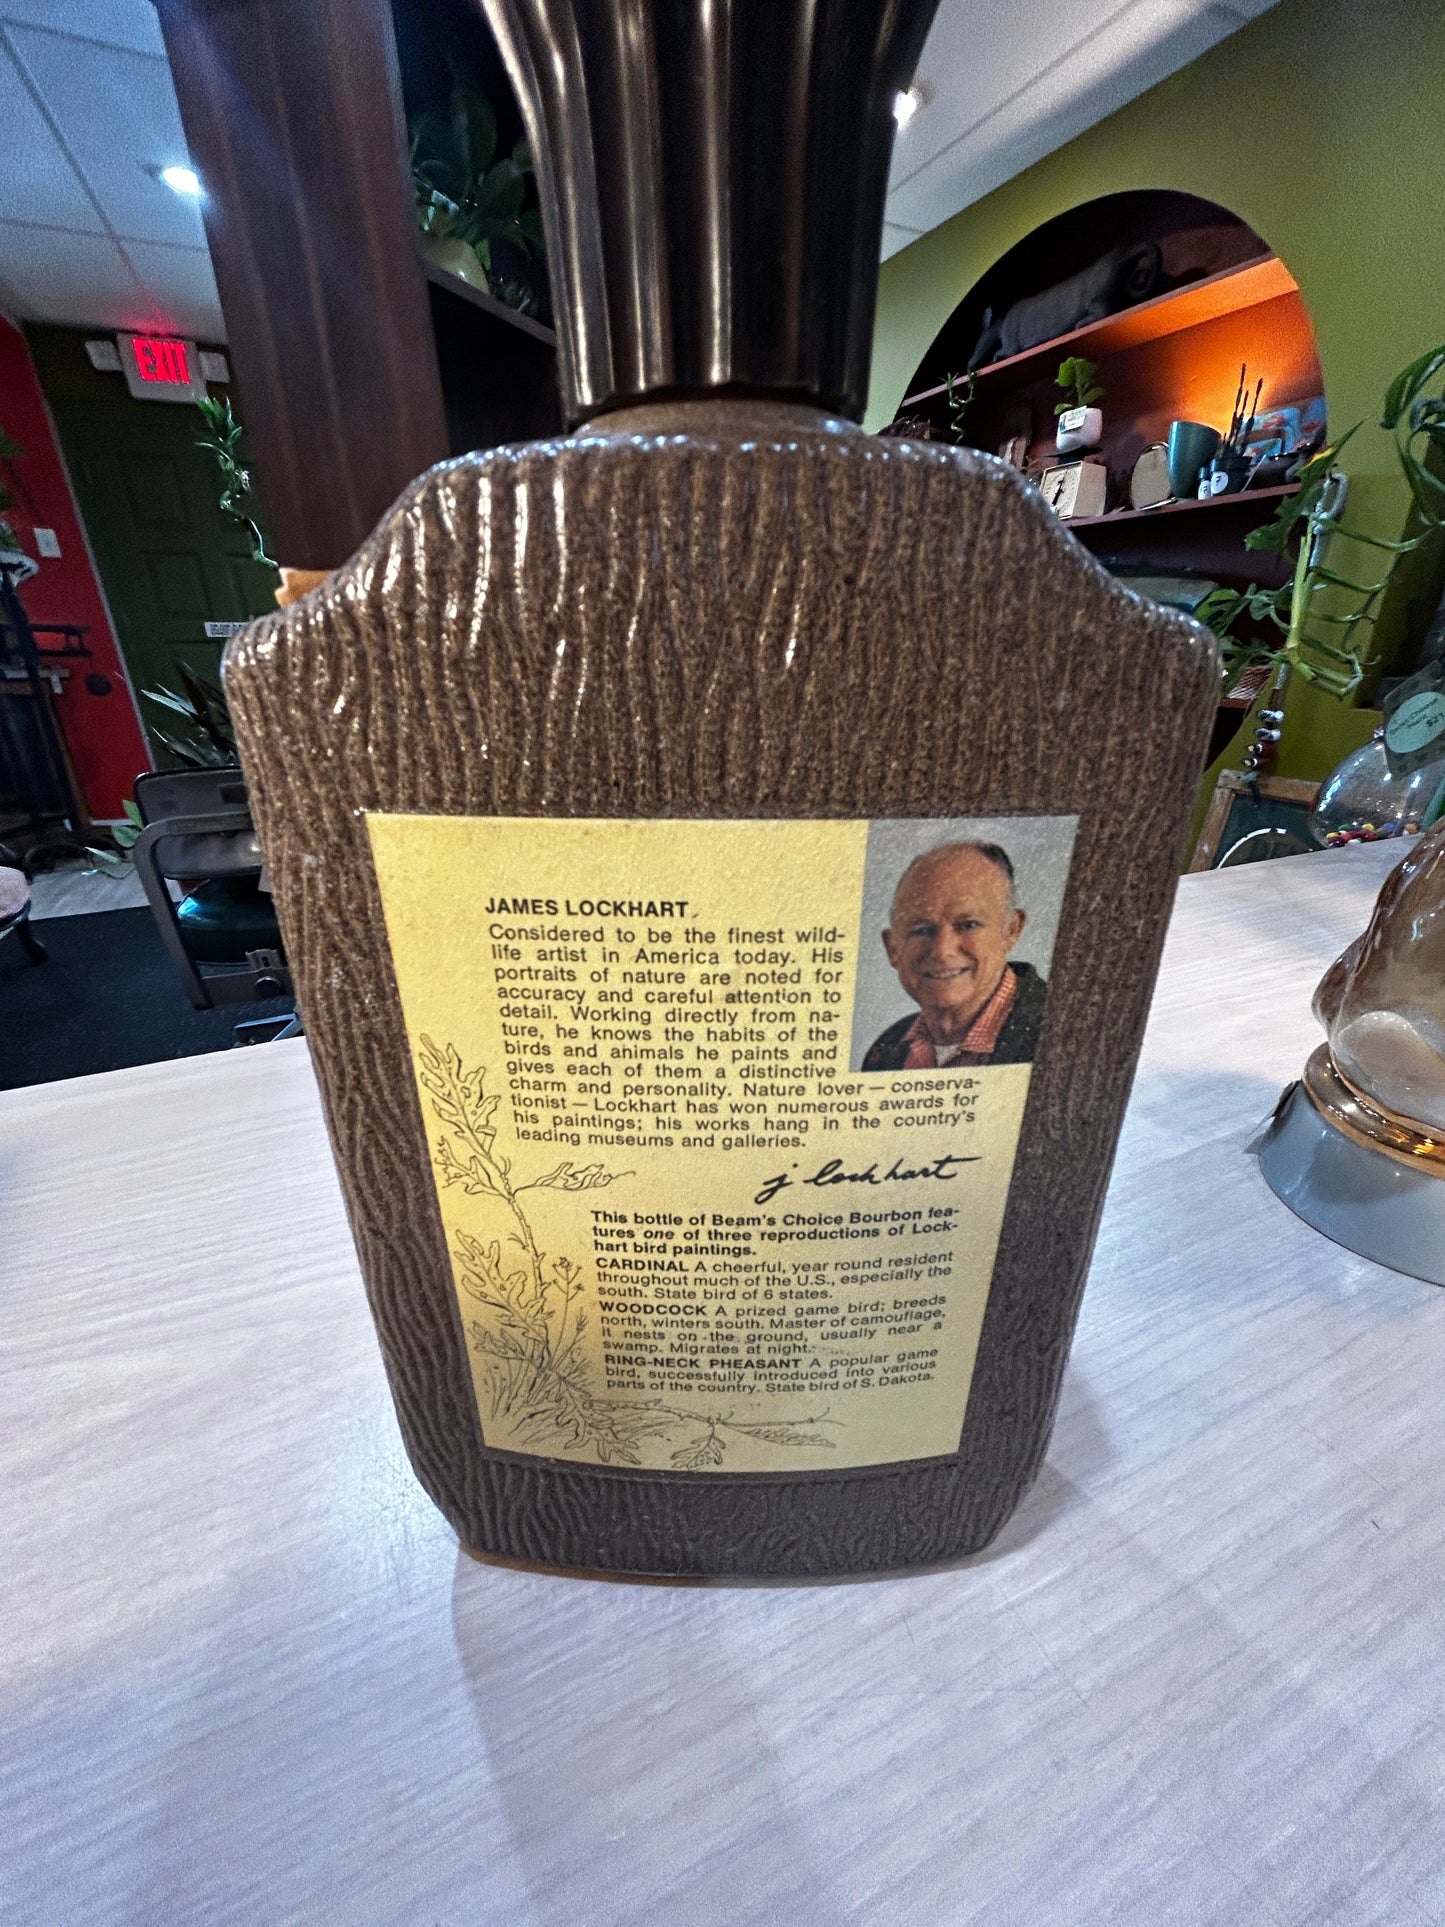 EXIT
JAMES LOCKHART
Considered to be the finest wild-
life artist in America today. His
portraits of nature are noted for
accuracy and careful attention to
detail. Working directly from na-
ture, he knows the habits of the
birds and animals he paints and
gives each of them a distinctive
charm and personality. Nature lover — conserva-
tionist — Lockhart has won numerous awards for
his paintings; his works hang in the country's
leading museums and galleries.
j lockhart
This bottle of Beam's Choice Bourbon fea-
tures one of three reproductions of Lock-
hart bird paintings.
CARDINAL A cheerful, year round resident
throughout much of the U.S., especially the
south. State bird of 6 states.
WOODCOCK A prized game bird; breeds
north, winters south. Master of camouflage,
it nests on the ground, usually near a
swamp. Migrates at night.
RING-NECK PHEASANT A popular game
bird, successfully introduced into various
parts of the country. State bird of S. Dakota.